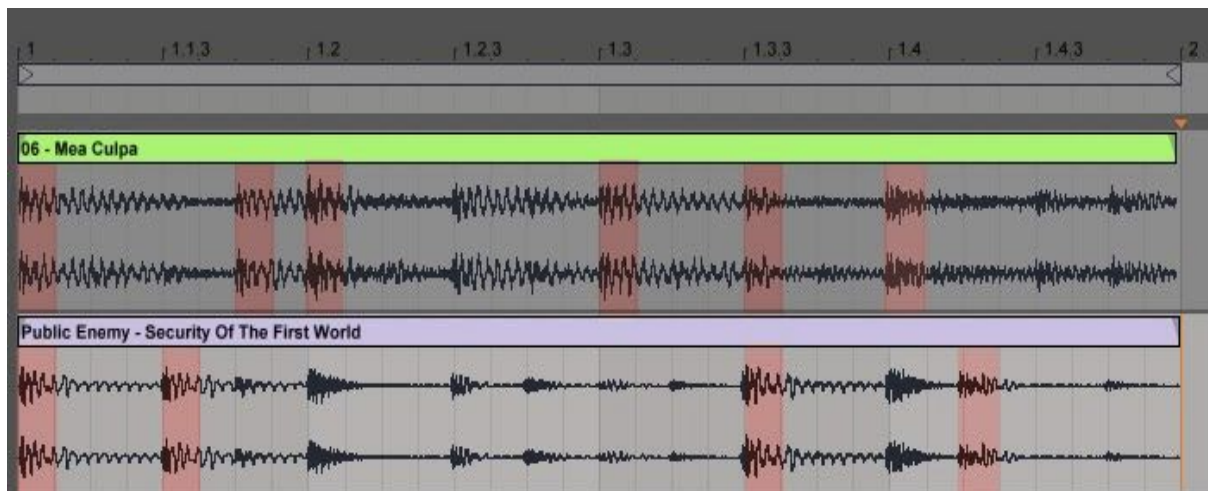 1 1.1.3 1.2 1.2.3 1.3 1.3.3 1.4 1.4.3 2
06 - Mea Culpa
Public Enemy - Security Of The First World